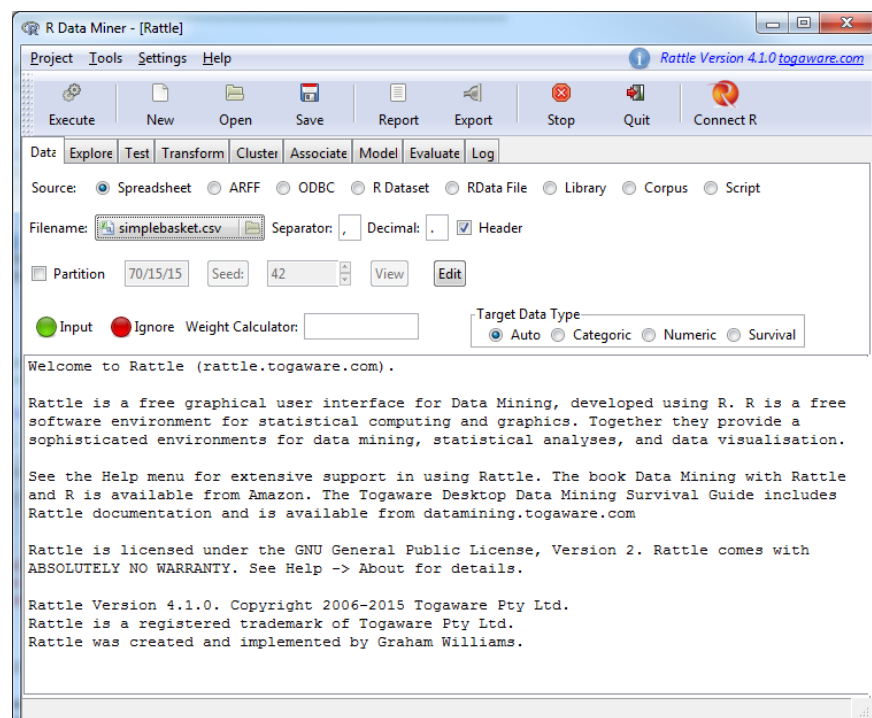 R Data Miner - [Rattle]
Project Tools Settings Help Rattle Version 4.1.0 togaware.com
Execute New Open Save Report Export Stop Quit Connect R
Data Explore Test Transform Cluster Associate Model Evaluate Log
Source: Spreadsheet ARFF ODBC R Dataset RData File Library Corpus Script
Filename: simplebasket.csv Separator: , Decimal: . Header
Partition 70/15/15 Seed: 42 View Edit
Target Data Type
Input Ignore Weight Calculator: Auto Categoric Numeric Survival
Welcome to Rattle (rattle.togaware.com).
Rattle is a free graphical user interface for Data Mining, developed using R. R is a free
software environment for statistical computing and graphics. Together they provide a
sophisticated environments for data mining, statistical analyses, and data visualisation.
See the Help menu for extensive support in using Rattle. The book Data Mining with Rattle
and R is available from Amazon. The Togaware Desktop Data Mining Survival Guide includes
Rattle documentation and is available from datamining.togaware.com
Rattle is licensed under the GNU General Public License, Version 2. Rattle comes with
ABSOLUTELY NO WARRANTY. See Help -> About for details.
Rattle Version 4.1.0. Copyright 2006-2015 Togaware Pty Ltd.
Rattle is a registered trademark of Togaware Pty Ltd.
Rattle was created and implemented by Graham Williams.